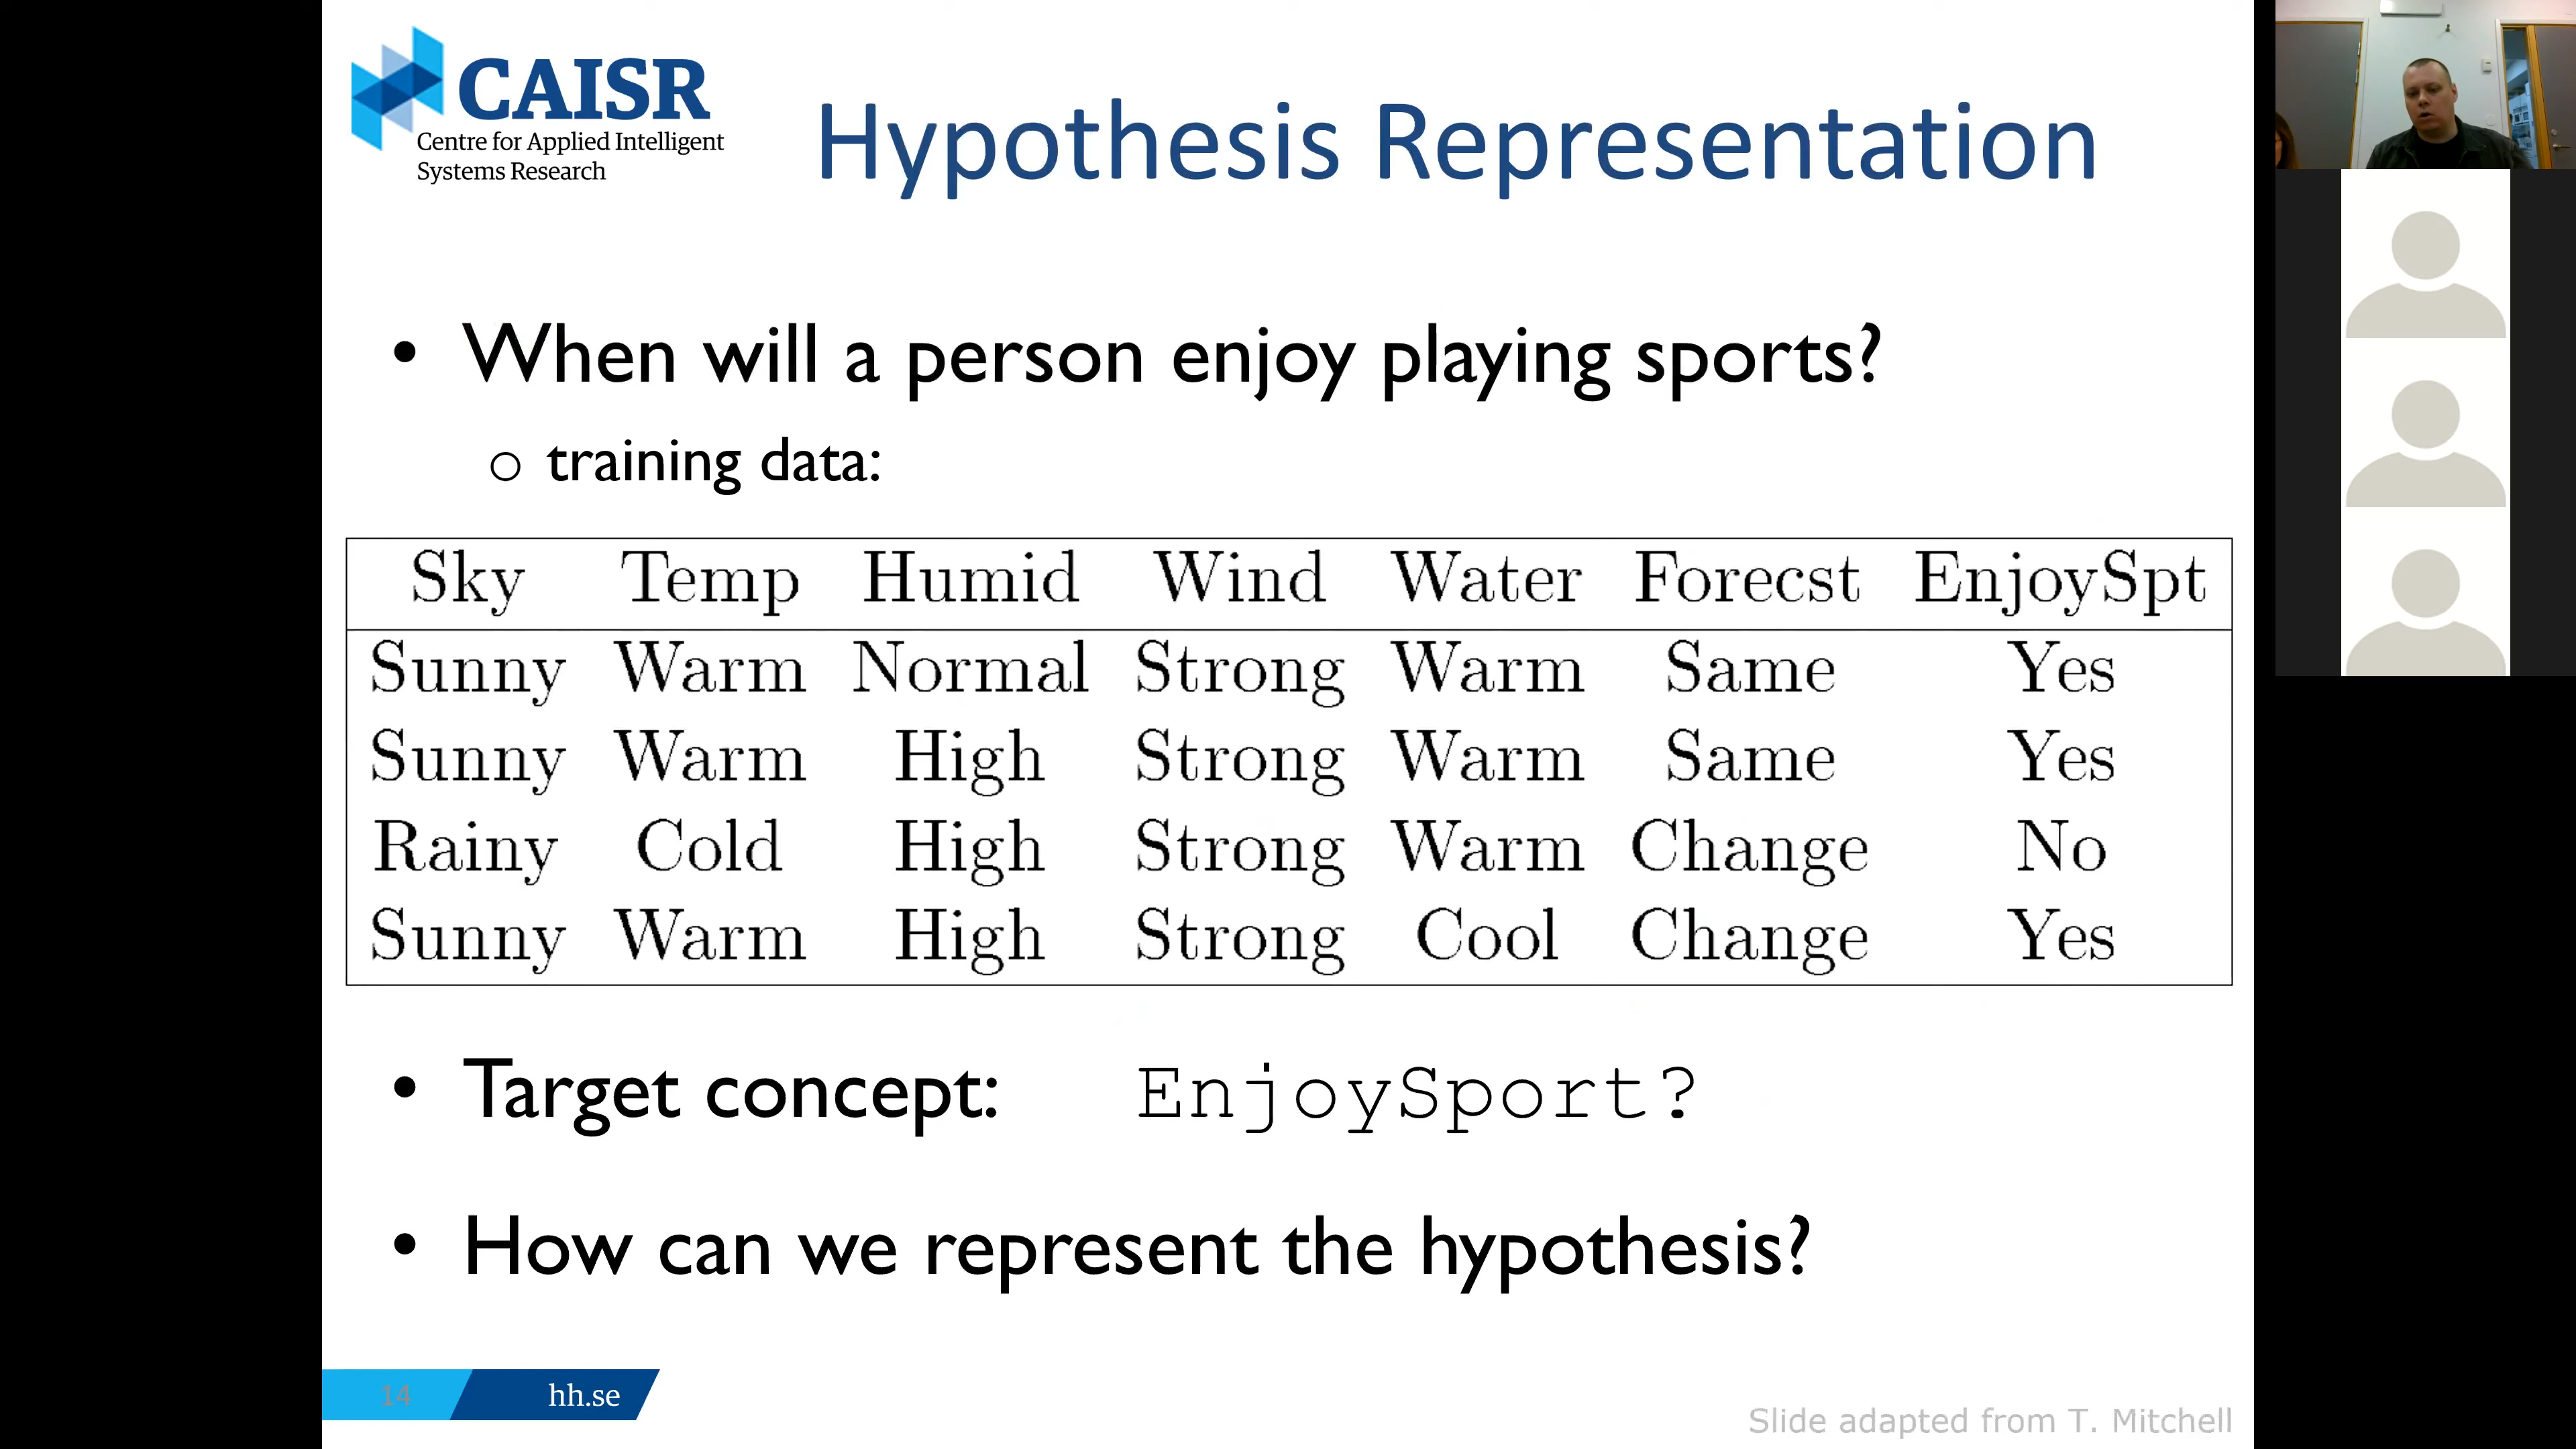 CAISR
Centre for Applied Intelligent
Systems Research
Hypothesis Representation
• When will a person enjoy playing sports?
o training data:
Sky Temp Humid Wind Water Forecst EnjoySpt
Sunny Warm Normal Strong Warm Same Yes
Sunny Warm High Strong Warm Same Yes
Rainy Cold High Strong Warm Change No
Sunny Warm High Strong Cool Change Yes
• Target concept: EnjoySport?
• How can we represent the hypothesis?
14 hh.se
Slide adapted from T. Mitchell